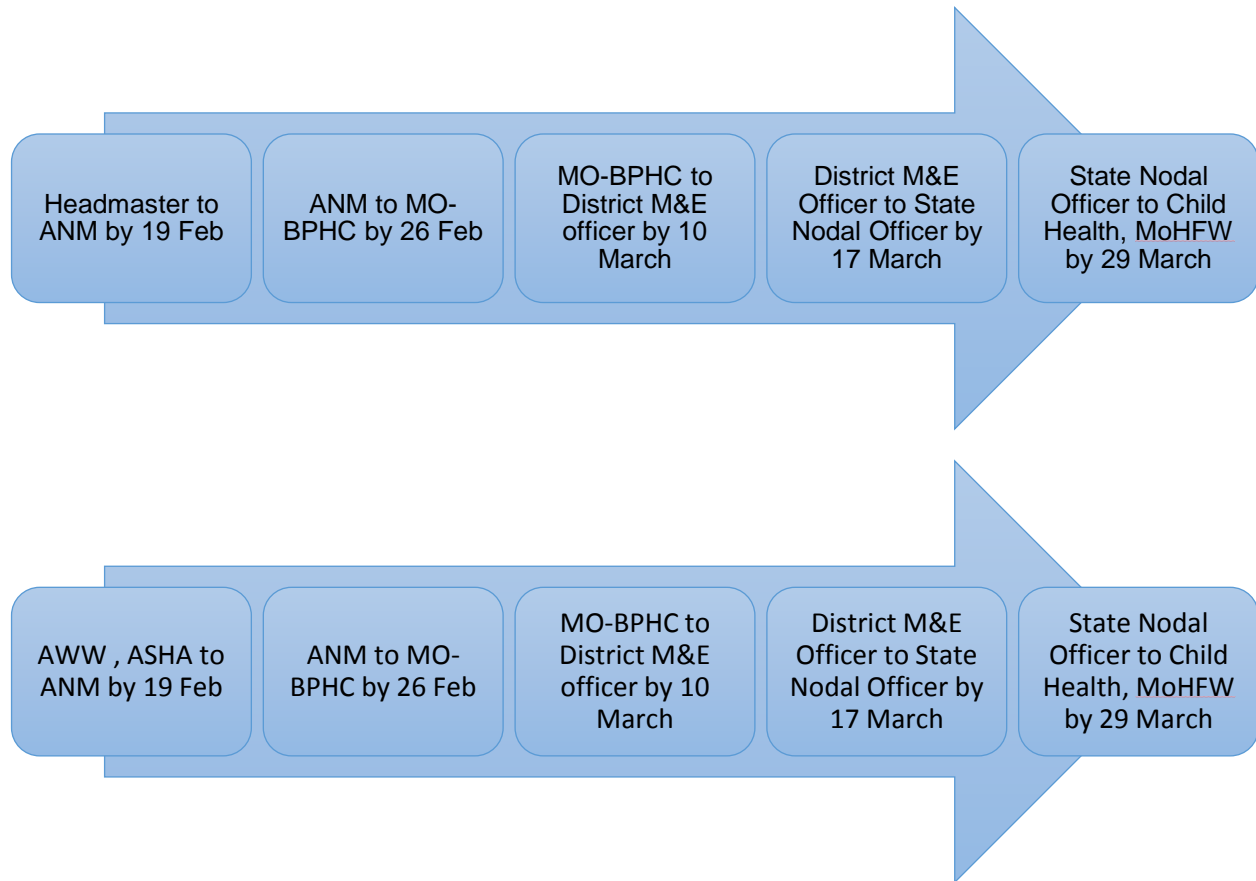 Headmaster to
ANM by 19 Feb
ANM to MO-
BPHC by 26 Feb
MO-BPHC to
District M&E
officer by 10
March
District M&E
Officer to State
Nodal Officer by
17 March
State Nodal
Officer to Child
Health, MoHFW
by 29 March
AWW , ASHA to
ANM by 19 Feb
ANM to MO-
BPHC by 26 Feb
MO-BPHC to
District M&E
officer by 10
March
District M&E
Officer to State
Nodal Officer by
17 March
State Nodal
Officer to Child
Health, MoHFW
by 29 March